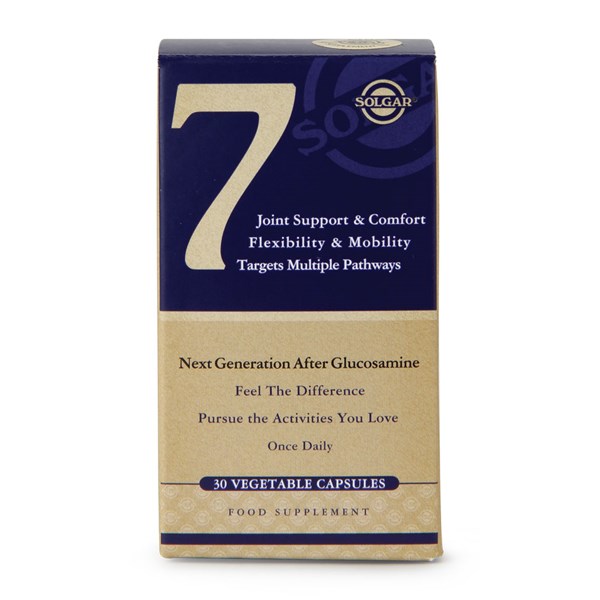 7
SOLGAR
Joint Support & Comfort
Flexibility & Mobility
Targets Multiple Pathways
Next Generation After Glucosamine
Feel The Difference
Pursue the Activities You Love
Once Daily
30 VEGETABLE CAPSULES
FOOD SUPPLEMENT